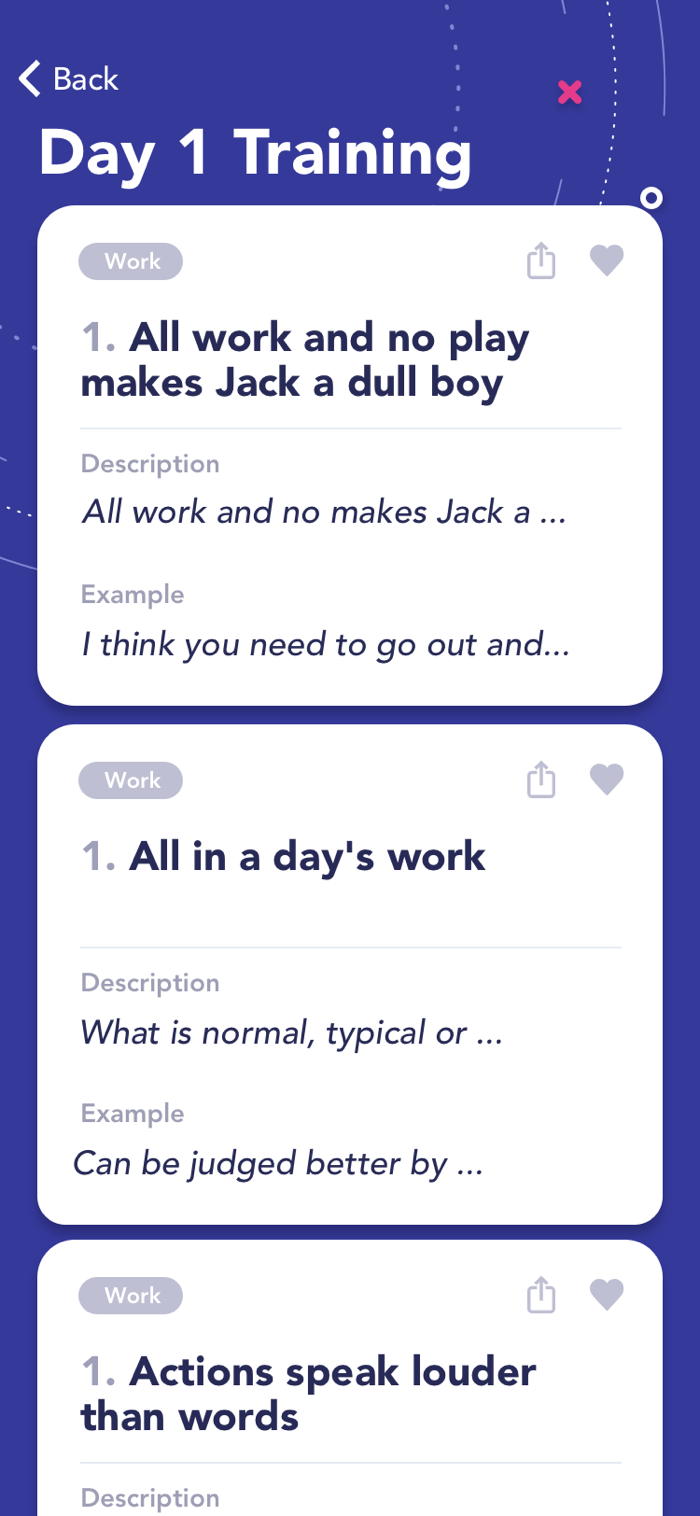 Back
Day 1 Training
Work
1. All work and no play
makes Jack a dull boy
Description
All work and no makes Jack a ...
Example
I think you need to go out and...
Work
1. All in a day's work
Description
What is normal, typical or ...
Example
Can be judged better by ...
Work
1. Actions speak louder
than words
Description